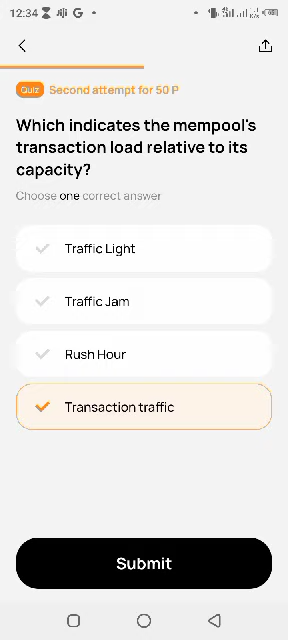 12:34
Quiz Second attempt for 50 P
Which indicates the mempool's
transaction load relative to its
capacity?
Choose one correct answer
Traffic Light
Traffic Jam
Rush Hour
Transaction traffic
Submit